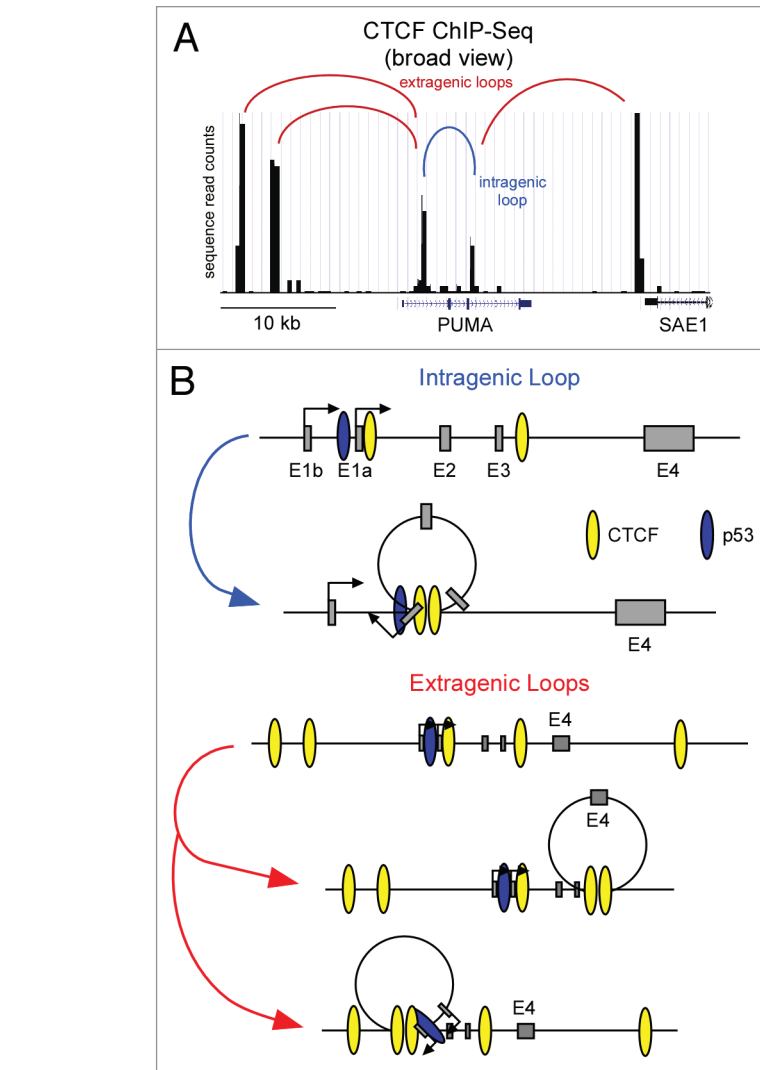 A
CTCF ChIP-Seq
(broad view)
extragenic loops
sequence read counts
intragenic
loop
10 kb
PUMA
SAE1
B
Intragenic Loop
E1b E1a E2 E3 E4
CTCF p53
E4
Extragenic Loops
E4
E4
E4